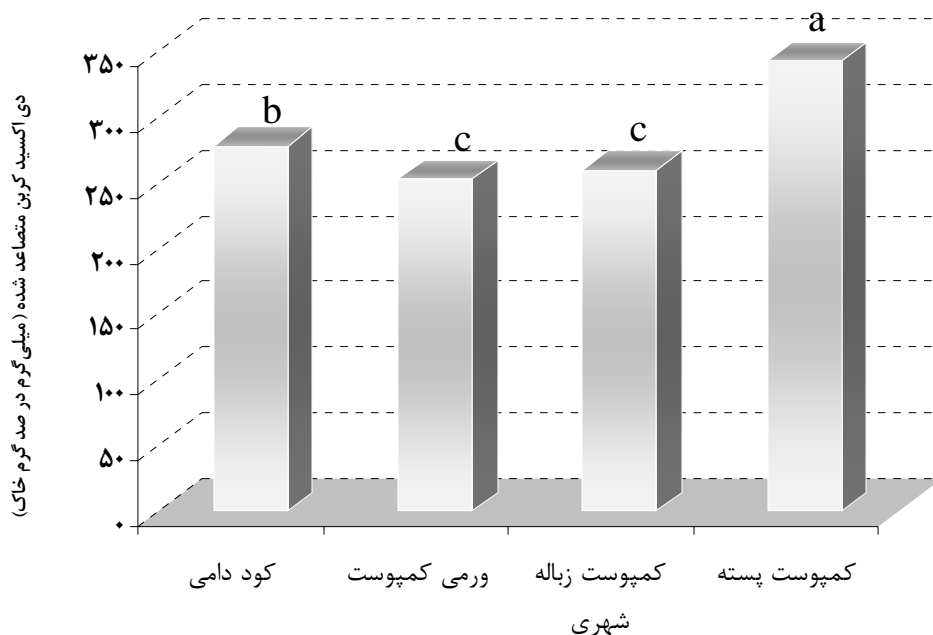 دی اکسید کربن متصاعد شده (میلی‌گرم در صد گرم خاک)
۳۵۰
۳۰۰
۲۵۰
۲۰۰
۱۵۰
۱۰۰
۵۰
۰
b
c
c
a
کود دامی
ورمی کمپوست
کمپوست زباله
شهری
کمپوست پسته